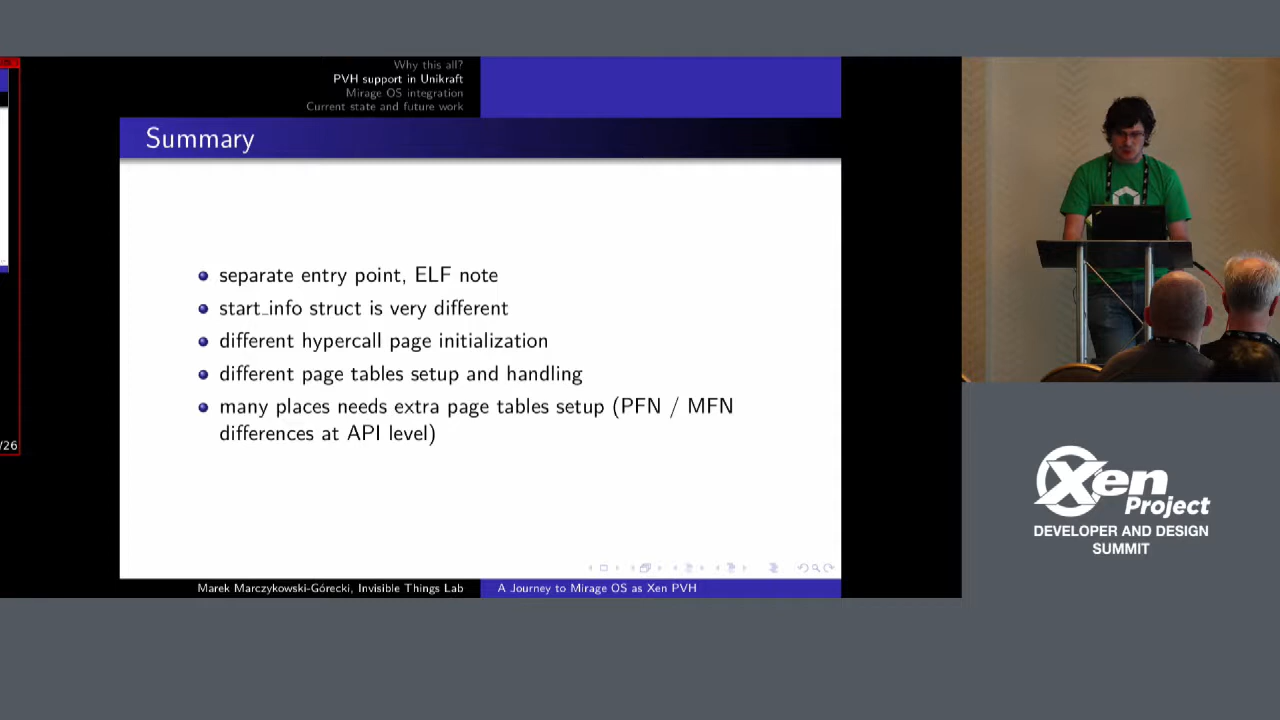 Why this all?
PVH support in Unikraft
Mirage OS integration
Current state and future work
Summary
separate entry point, ELF note
start_info struct is very different
different hypercall page initialization
different page tables setup and handling
many places needs extra page tables setup (PFN / MFN
differences at API level)
/26
Marek Marczykowski-Górecki, Invisible Things Lab
A Journey to Mirage OS as Xen PVH
Xen
Project
DEVELOPER AND DESIGN
SUMMIT